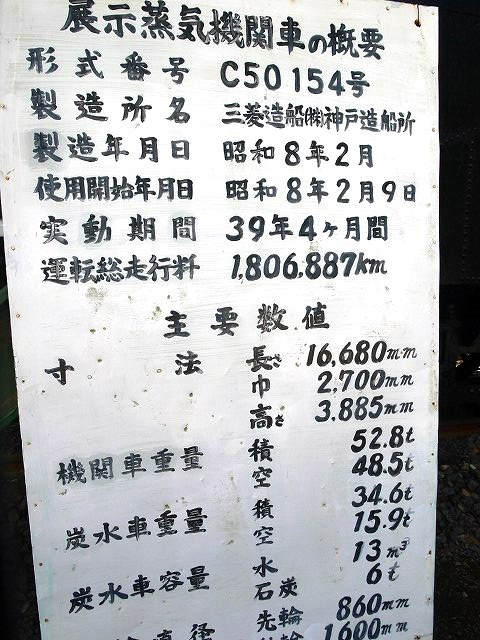 展示蒸気機関車の概要
形式番号 C50154号
製造所名 三菱造船㈱神戸造船所
製造年月日 昭和8年2月
使用開始年月日 昭和8年2月9日
実動期間 39年4ヶ月間
運転総走行料 1,806,887km
主要数値
寸法 長さ 16,680mm
巾 2,700mm
高さ 3,885mm
機関車重量 積 52.8t
空 48.5t
炭水車重量 積 34.6t
空 15.9t
炭水車容量 水 13m³
石炭 6t
直径 先輪 860mm
1600mm